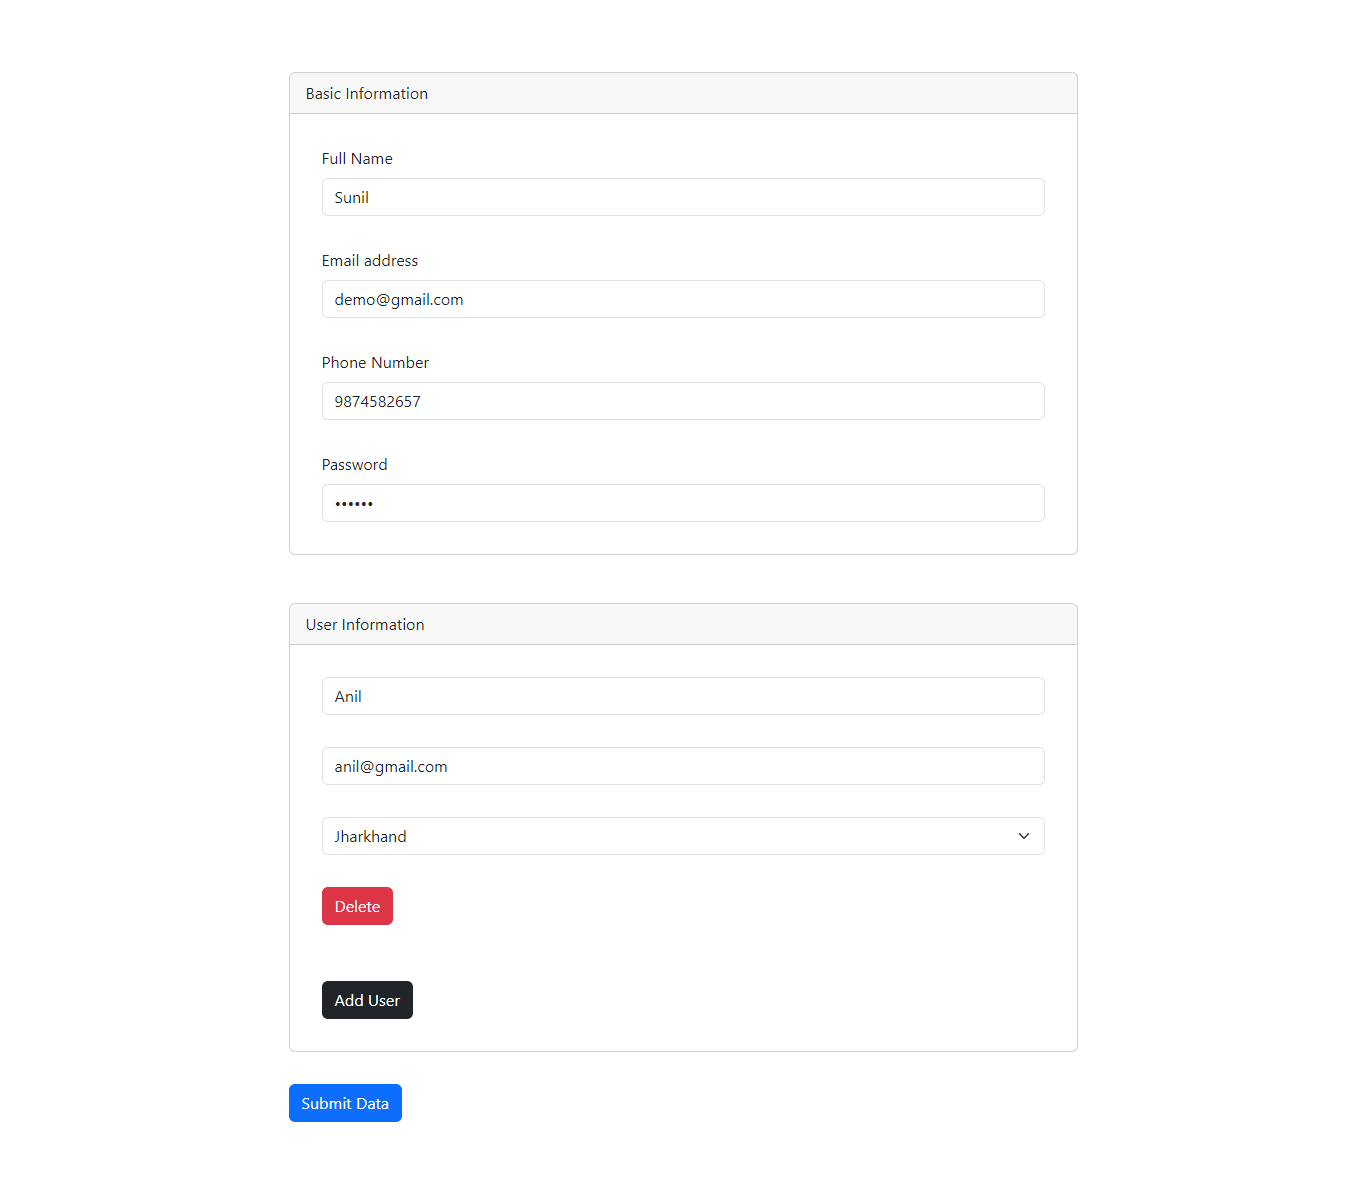 Basic Information
Full Name
Sunil
Email address
demo@gmail.com
Phone Number
9874582657
Password
••••••
User Information
Anil
anil@gmail.com
Jharkhand
Delete
Add User
Submit Data